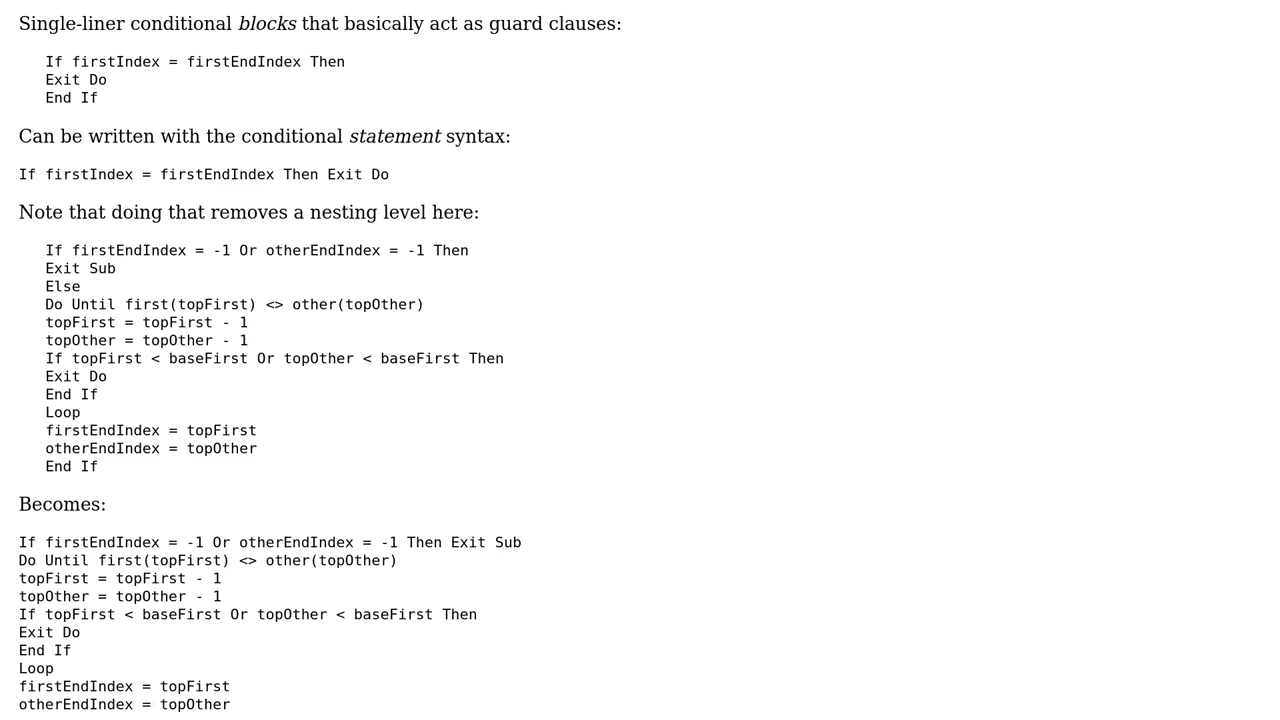 Single-liner conditional blocks that basically act as guard clauses:
If firstIndex = firstEndIndex Then
Exit Do
End If
Can be written with the conditional statement syntax:
If firstIndex = firstEndIndex Then Exit Do
Note that doing that removes a nesting level here:
If firstEndIndex = -1 Or otherEndIndex = -1 Then
Exit Sub
Else
Do Until first(topFirst) <> other(topOther)
topFirst = topFirst - 1
topOther = topOther - 1
If topFirst < baseFirst Or topOther < baseFirst Then
Exit Do
End If
Loop
firstEndIndex = topFirst
otherEndIndex = topOther
End If
Becomes:
If firstEndIndex = -1 Or otherEndIndex = -1 Then Exit Sub
Do Until first(topFirst) <> other(topOther)
topFirst = topFirst - 1
topOther = topOther - 1
If topFirst < baseFirst Or topOther < baseFirst Then
Exit Do
End If
Loop
firstEndIndex = topFirst
otherEndIndex = topOther